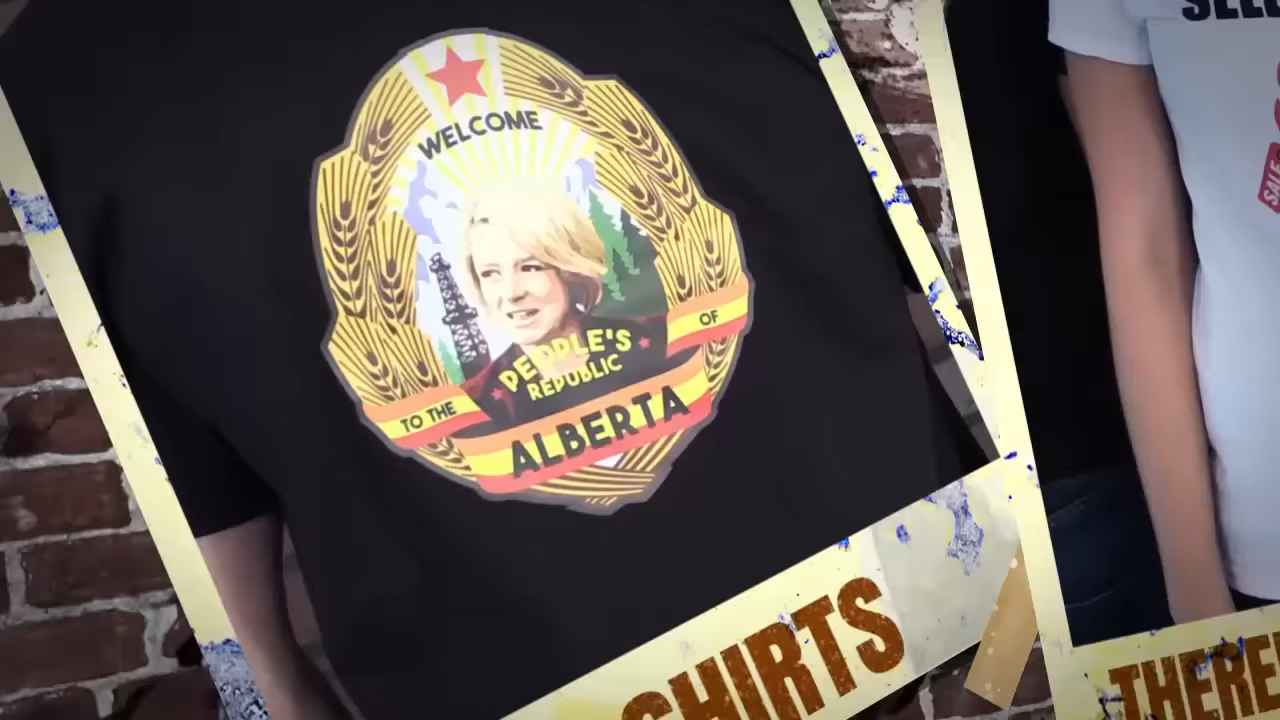 WELCOME
TO THE
PEOPLE'S
REPUBLIC
OF
ALBERTA
SHIRTS
THERE